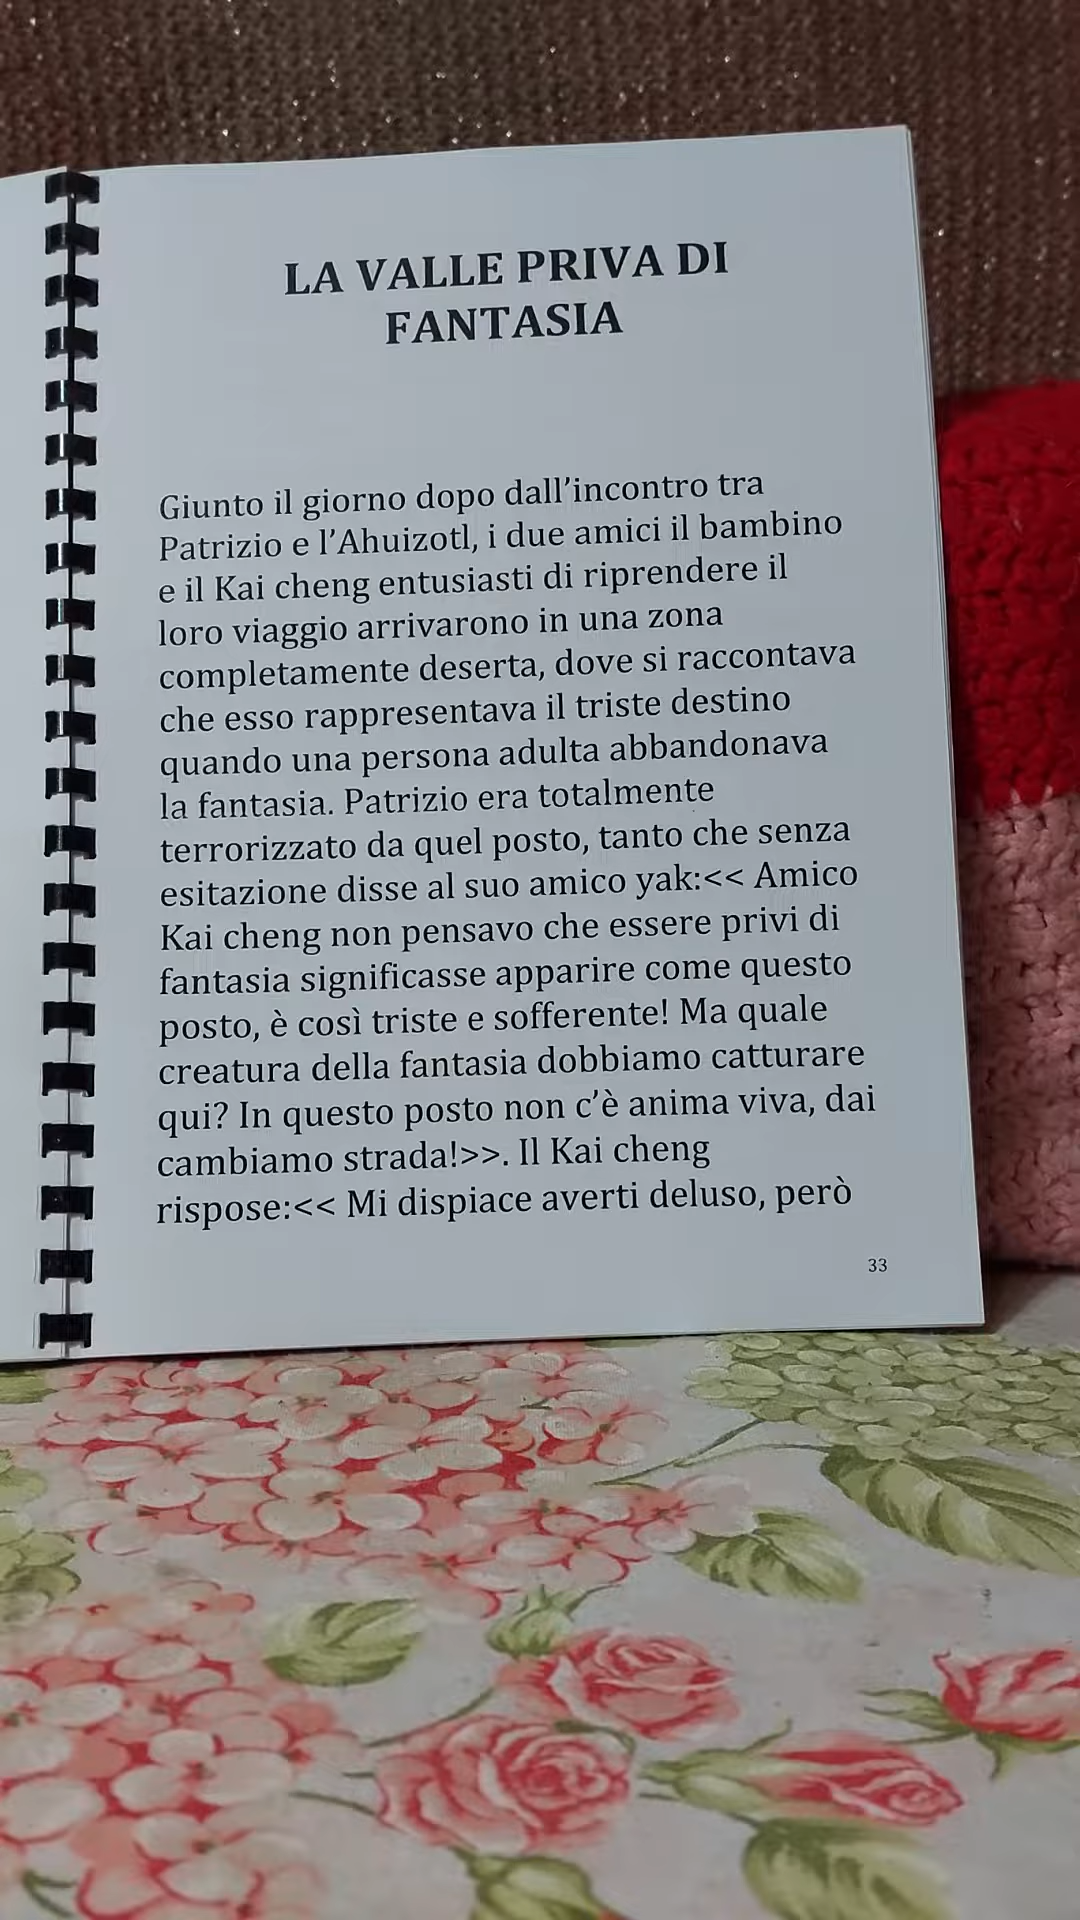 LA VALLE PRIVA DI
FANTASIA
Giunto il giorno dopo dall’incontro tra
Patrizio e l’Ahuizotl, i due amici il bambino
e il Kai cheng entusiasti di riprendere il
loro viaggio arrivarono in una zona
completamente deserta, dove si raccontava
che esso rappresentava il triste destino
quando una persona adulta abbandonava
la fantasia. Patrizio era totalmente
terrorizzato da quel posto, tanto che senza
esitazione disse al suo amico yak:<< Amico
Kai cheng non pensavo che essere privi di
fantasia significasse apparire come questo
posto, è così triste e sofferente! Ma quale
creatura della fantasia dobbiamo catturare
qui? In questo posto non c’è anima viva, dai
cambiamo strada!>>. Il Kai cheng
rispose:<< Mi dispiace averti deluso, però
33